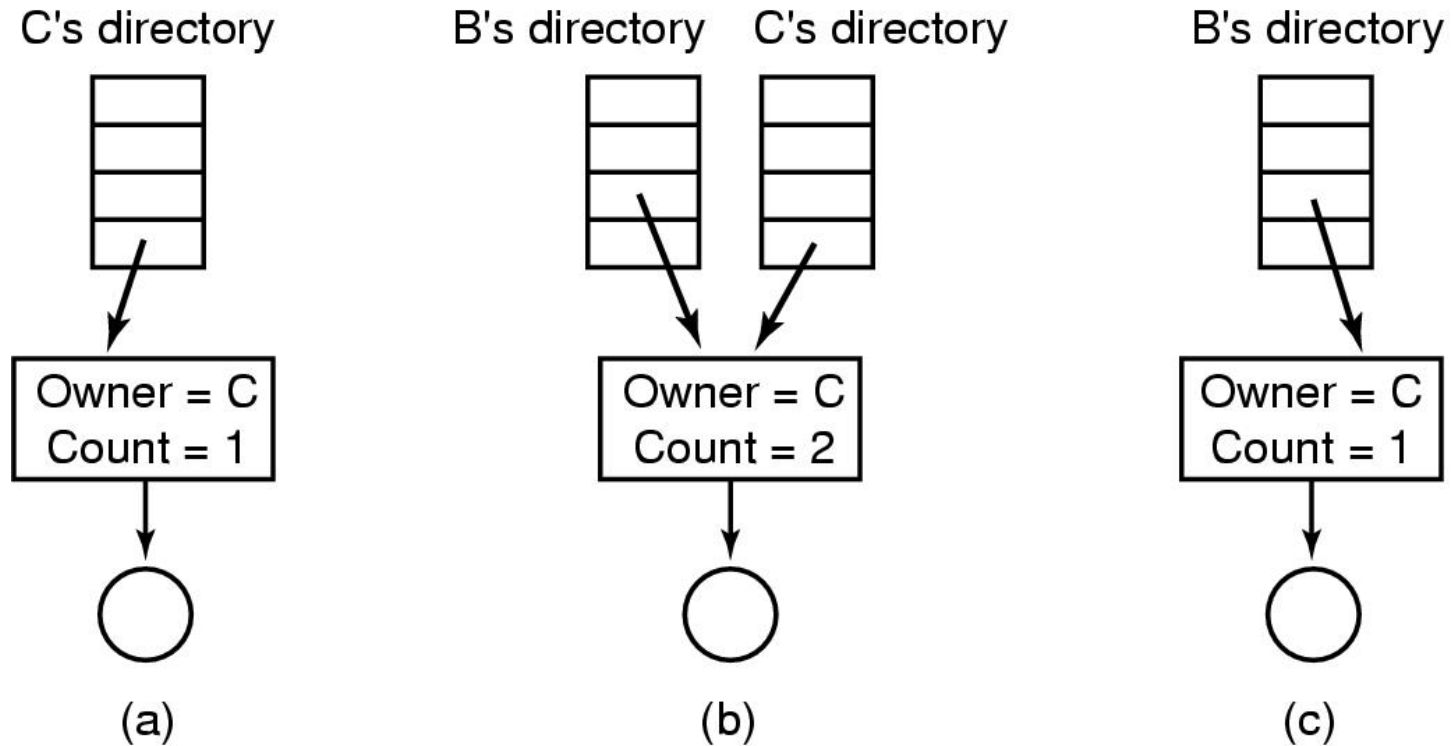 C's directory
B's directory C's directory
B's directory
Owner = C
Count = 1
Owner = C
Count = 2
Owner = C
Count = 1
(a)
(b)
(c)